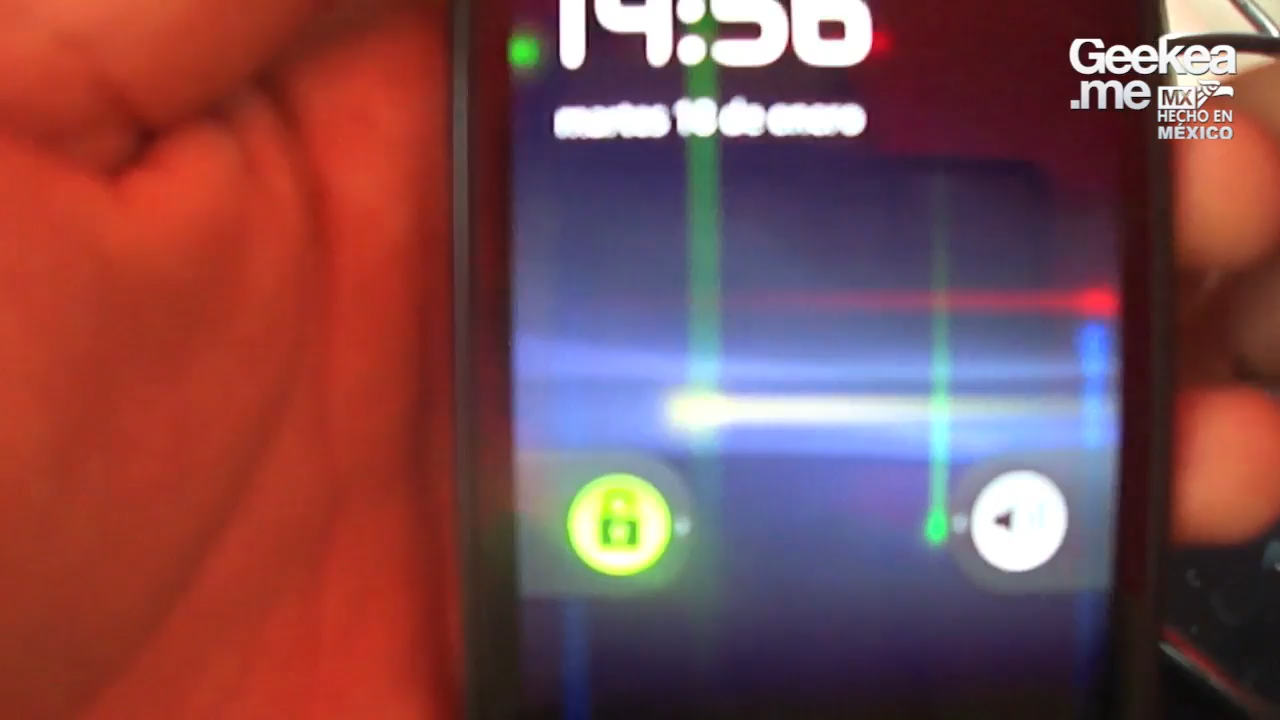 14:56
martes 18 de enero
Geekea
.me MX
HECHO EN
MÉXICO